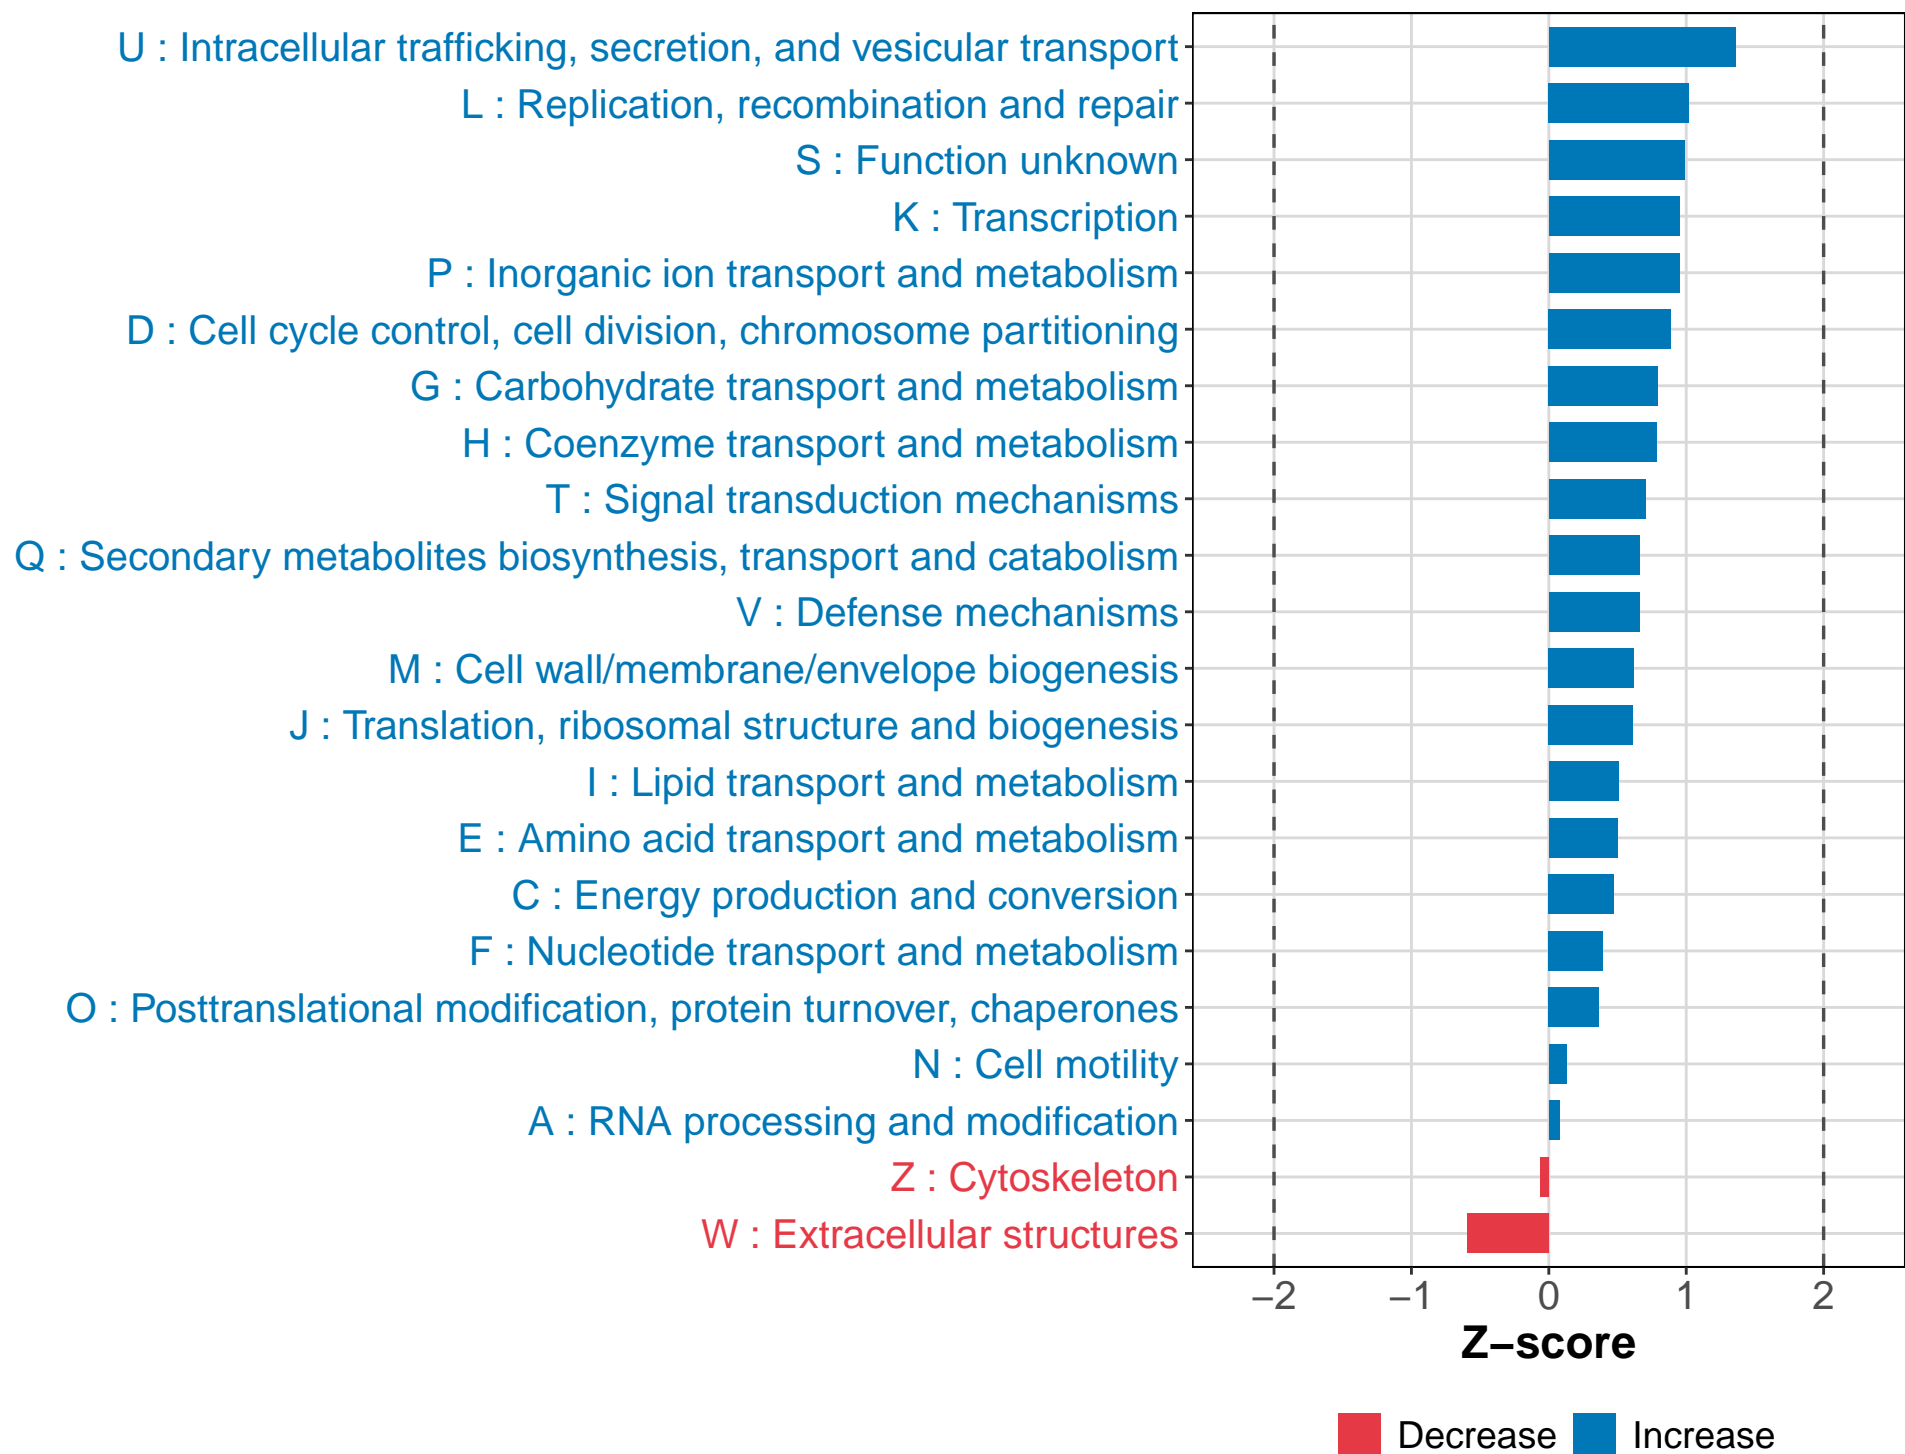 U : Intracellular trafficking, secretion, and vesicular transport
L : Replication, recombination and repair
S : Function unknown
K : Transcription
P : Inorganic ion transport and metabolism
D : Cell cycle control, cell division, chromosome partitioning
G : Carbohydrate transport and metabolism
H : Coenzyme transport and metabolism
T : Signal transduction mechanisms
Q : Secondary metabolites biosynthesis, transport and catabolism
V : Defense mechanisms
M : Cell wall/membrane/envelope biogenesis
J : Translation, ribosomal structure and biogenesis
I : Lipid transport and metabolism
E : Amino acid transport and metabolism
C : Energy production and conversion
F : Nucleotide transport and metabolism
O : Posttranslational modification, protein turnover, chaperones
N : Cell motility
A : RNA processing and modification
Z : Cytoskeleton
W : Extracellular structures
−2 −1 0 1 2
Z−score
Decrease Increase